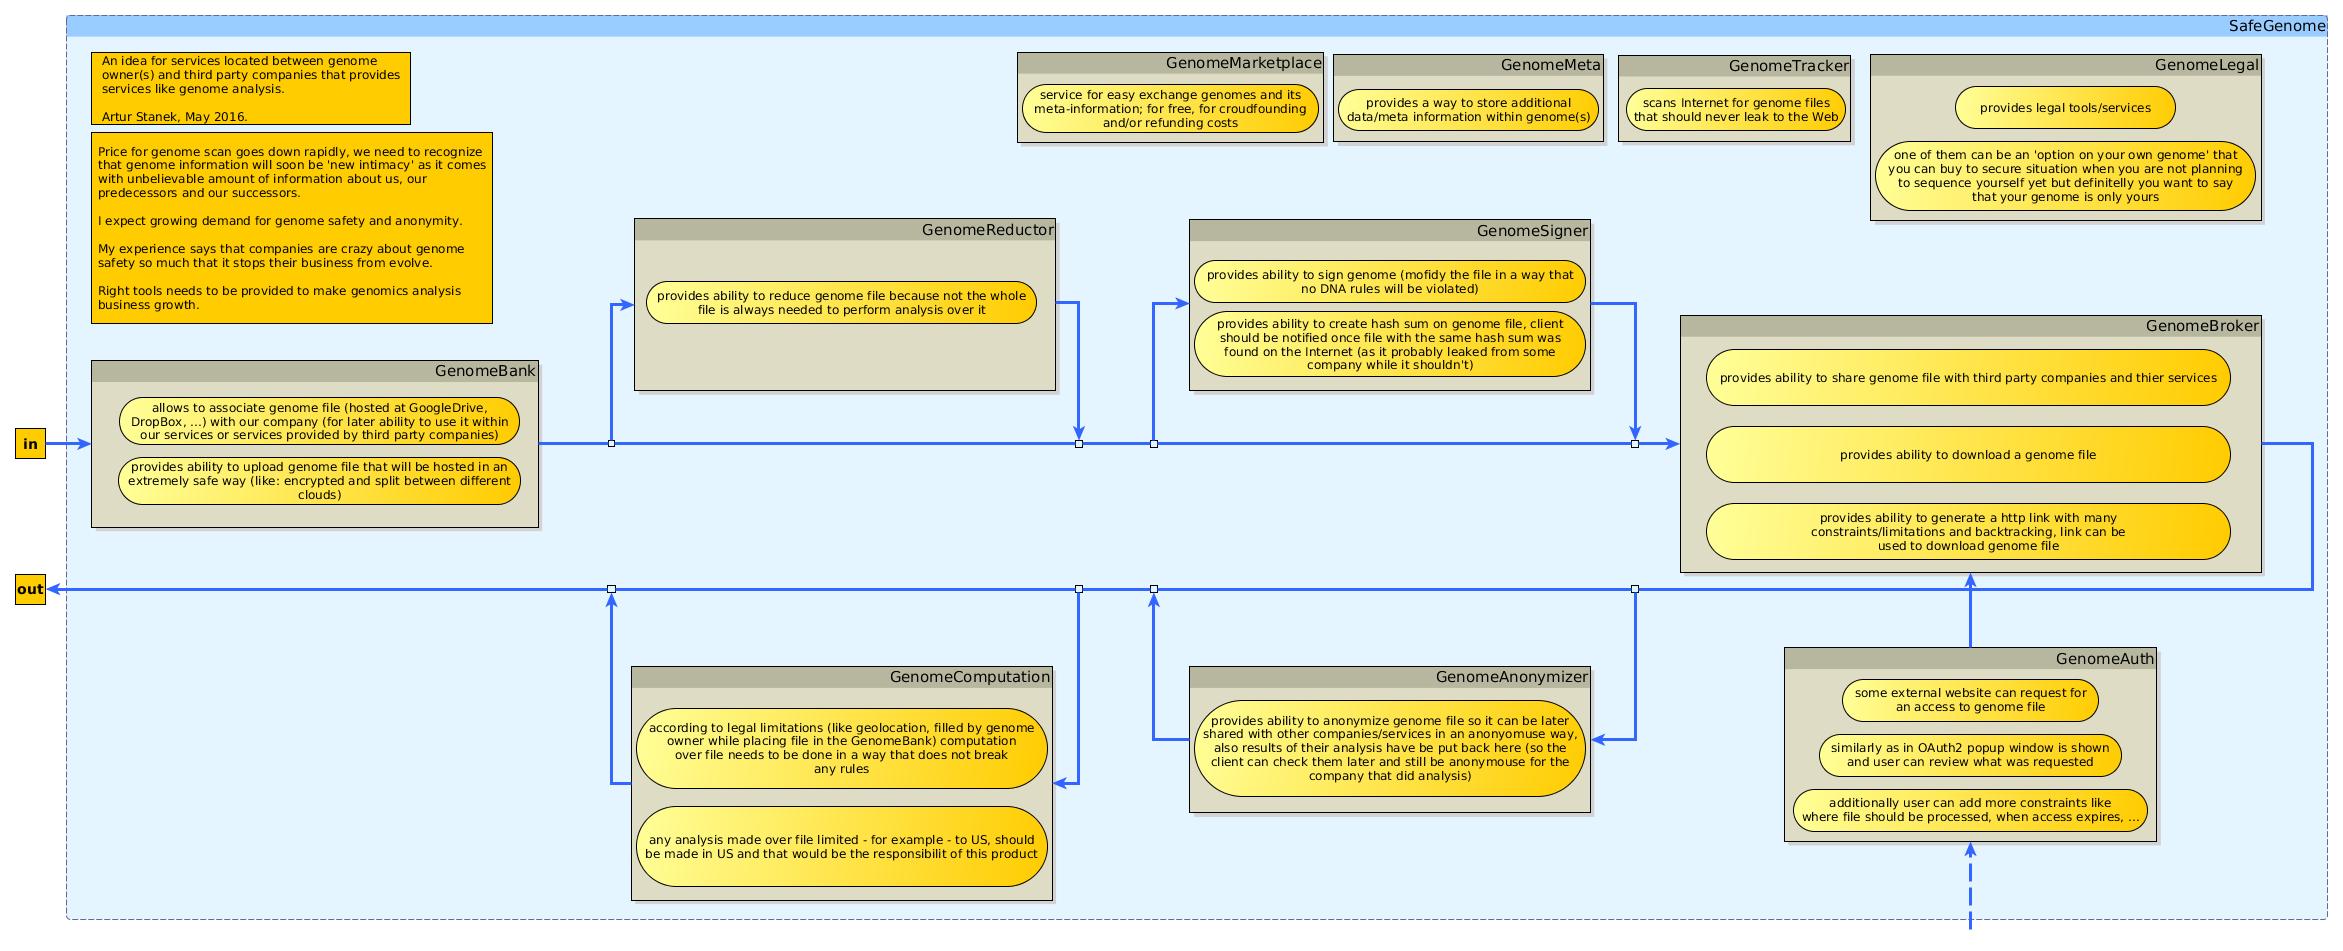 SafeGenome
An idea for services located between genome
owner(s) and third party companies that provides
services like genome analysis.
Artur Stanek, May 2016.
Price for genome scan goes down rapidly, we need to recognize
that genome information will soon be 'new intimacy' as it comes
with unbelievable amount of information about us, our
predecessors and our successors.
I expect growing demand for genome safety and anonymity.
My experience says that companies are crazy about genome
safety so much that it stops their business from evolve.
Right tools needs to be provided to make genomics analysis
business growth.
GenomeMarketplace
service for easy exchange genomes and its
meta-information; for free, for croudfounding
and/or refunding costs
GenomeMeta
provides a way to store additional
data/meta information within genome(s)
GenomeTracker
scans Internet for genome files
that should never leak to the Web
GenomeLegal
provides legal tools/services
one of them can be an 'option on your own genome' that
you can buy to secure situation when you are not planning
to sequence yourself yet but definitelly you want to say
that your genome is only yours
GenomeReductor
provides ability to reduce genome file because not the whole
file is always needed to perform analysis over it
GenomeSigner
provides ability to sign genome (mofidy the file in a way that
no DNA rules will be violated)
provides ability to create hash sum on genome file, client
should be notified once file with the same hash sum was
found on the Internet (as it probably leaked from some
company while it shouldn't)
GenomeBroker
provides ability to share genome file with third party companies and thier services
provides ability to download a genome file
provides ability to generate a http link with many
constraints/limitations and backtracking, link can be
used to download genome file
GenomeBank
allows to associate genome file (hosted at GoogleDrive,
DropBox, ...) with our company (for later ability to use it within
our services or services provided by third party companies)
provides ability to upload genome file that will be hosted in an
extremely safe way (like: encrypted and split between different
clouds)
in
out
GenomeComputation
according to legal limitations (like geolocation, filled by genome
owner while placing file in the GenomeBank) computation
over file needs to be done in a way that does not break
any rules
any analysis made over file limited - for example - to US, should
be made in US and that would be the responsibilit of this product
GenomeAnonymizer
provides ability to anonymize genome file so it can be later
shared with other companies/services in an anonyomuse way,
also results of their analysis have be put back here (so the
client can check them later and still be anonymouse for the
company that did analysis)
GenomeAuth
some external website can request for
an access to genome file
similarly as in OAuth2 popup window is shown
and user can review what was requested
additionally user can add more constraints like
where file should be processed, when access expires, ...